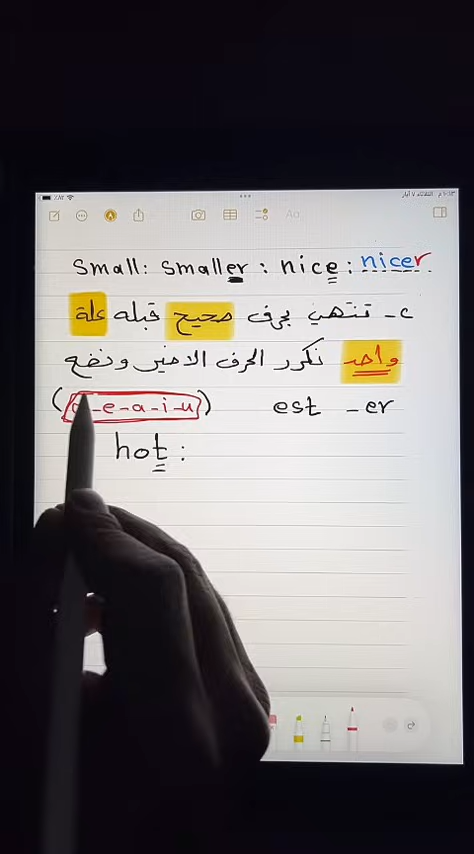 Small: Smaller : nice : nicer
c- تنتهي بحرف صحيح قبله علة
واحد نكرر الحرف الاخير ونضع
est - er (-e-a-i-u)
hot :